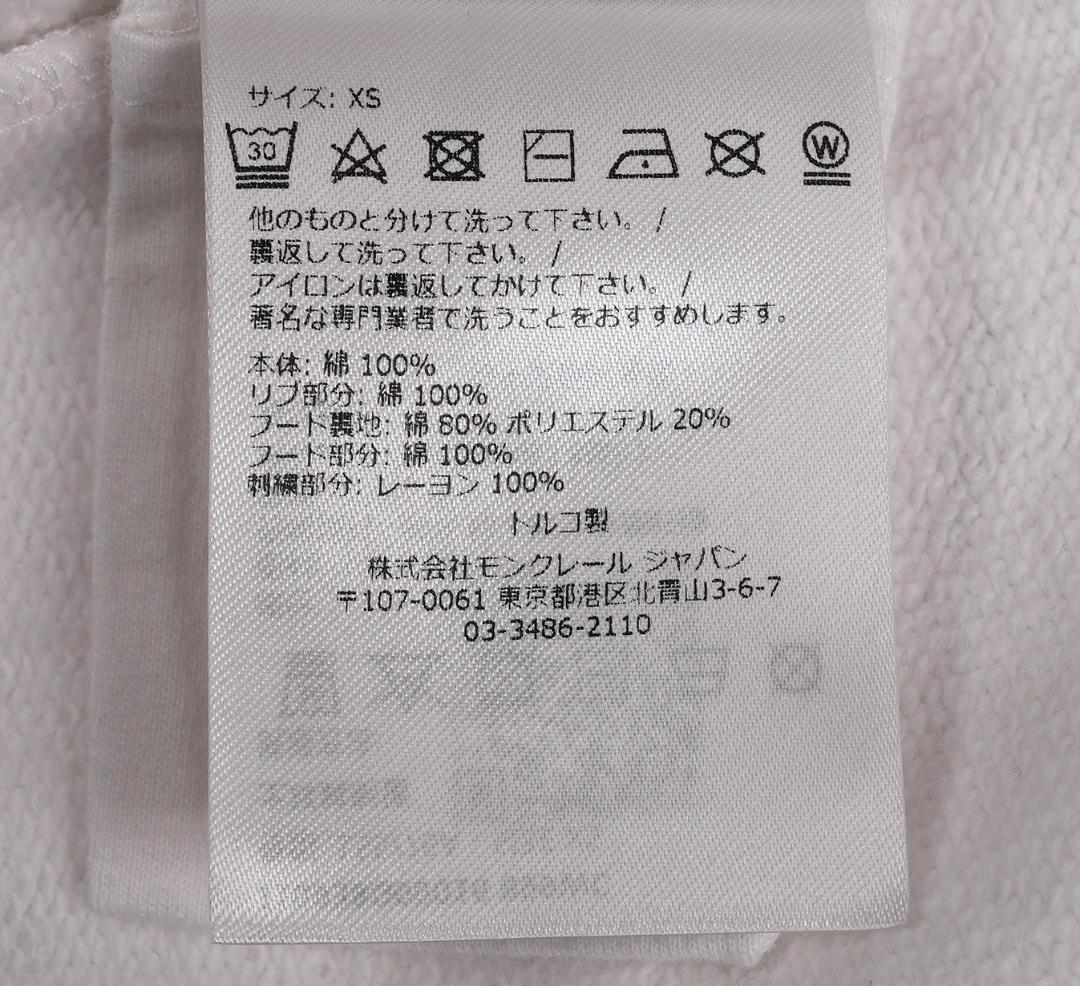 サイズ: XS
30
W
他のものと分けて洗って下さい。 /
裏返して洗って下さい。 /
アイロンは裏返してかけて下さい。 /
著名な専門業者で洗うことをおすすめします。
本体: 綿 100%
リブ部分: 綿 100%
フード裏地: 綿 80% ポリエステル 20%
フード部分: 綿 100%
刺繍部分: レーヨン 100%
トルコ製
株式会社モンクレール ジャパン
〒107-0061 東京都港区北青山3-6-7
03-3486-2110